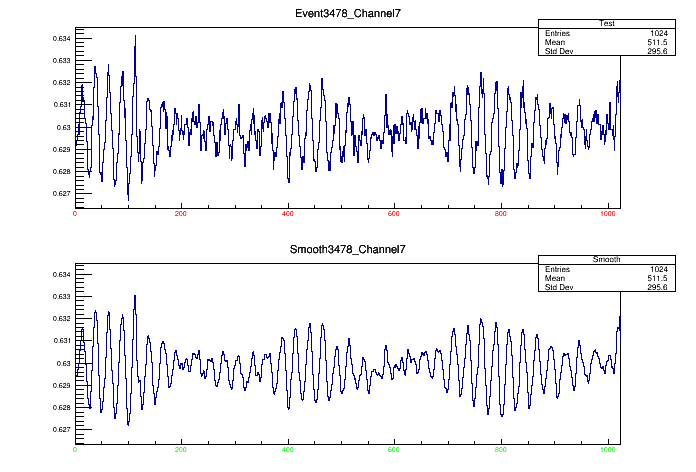 Event3478_Channel7
Test
Entries 1024
Mean 511.5
Std Dev 295.6
0.634
0.633
0.632
0.631
0.63
0.629
0.628
0.627
0 200 400 600 800 1000
Smooth3478_Channel7
Smooth
Entries 1024
Mean 511.5
Std Dev 295.6
0.634
0.633
0.632
0.631
0.63
0.629
0.628
0.627
0 200 400 600 800 1000